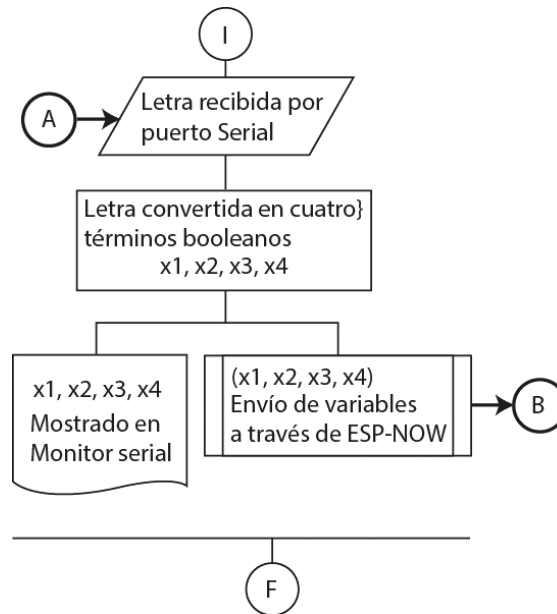 I
A
Letra recibida por
puerto Serial
Letra convertida en cuatro}
términos booleanos
x1, x2, x3, x4
x1, x2, x3, x4
Mostrado en
Monitor serial
(x1, x2, x3, x4)
Envío de variables
a través de ESP-NOW
B
F